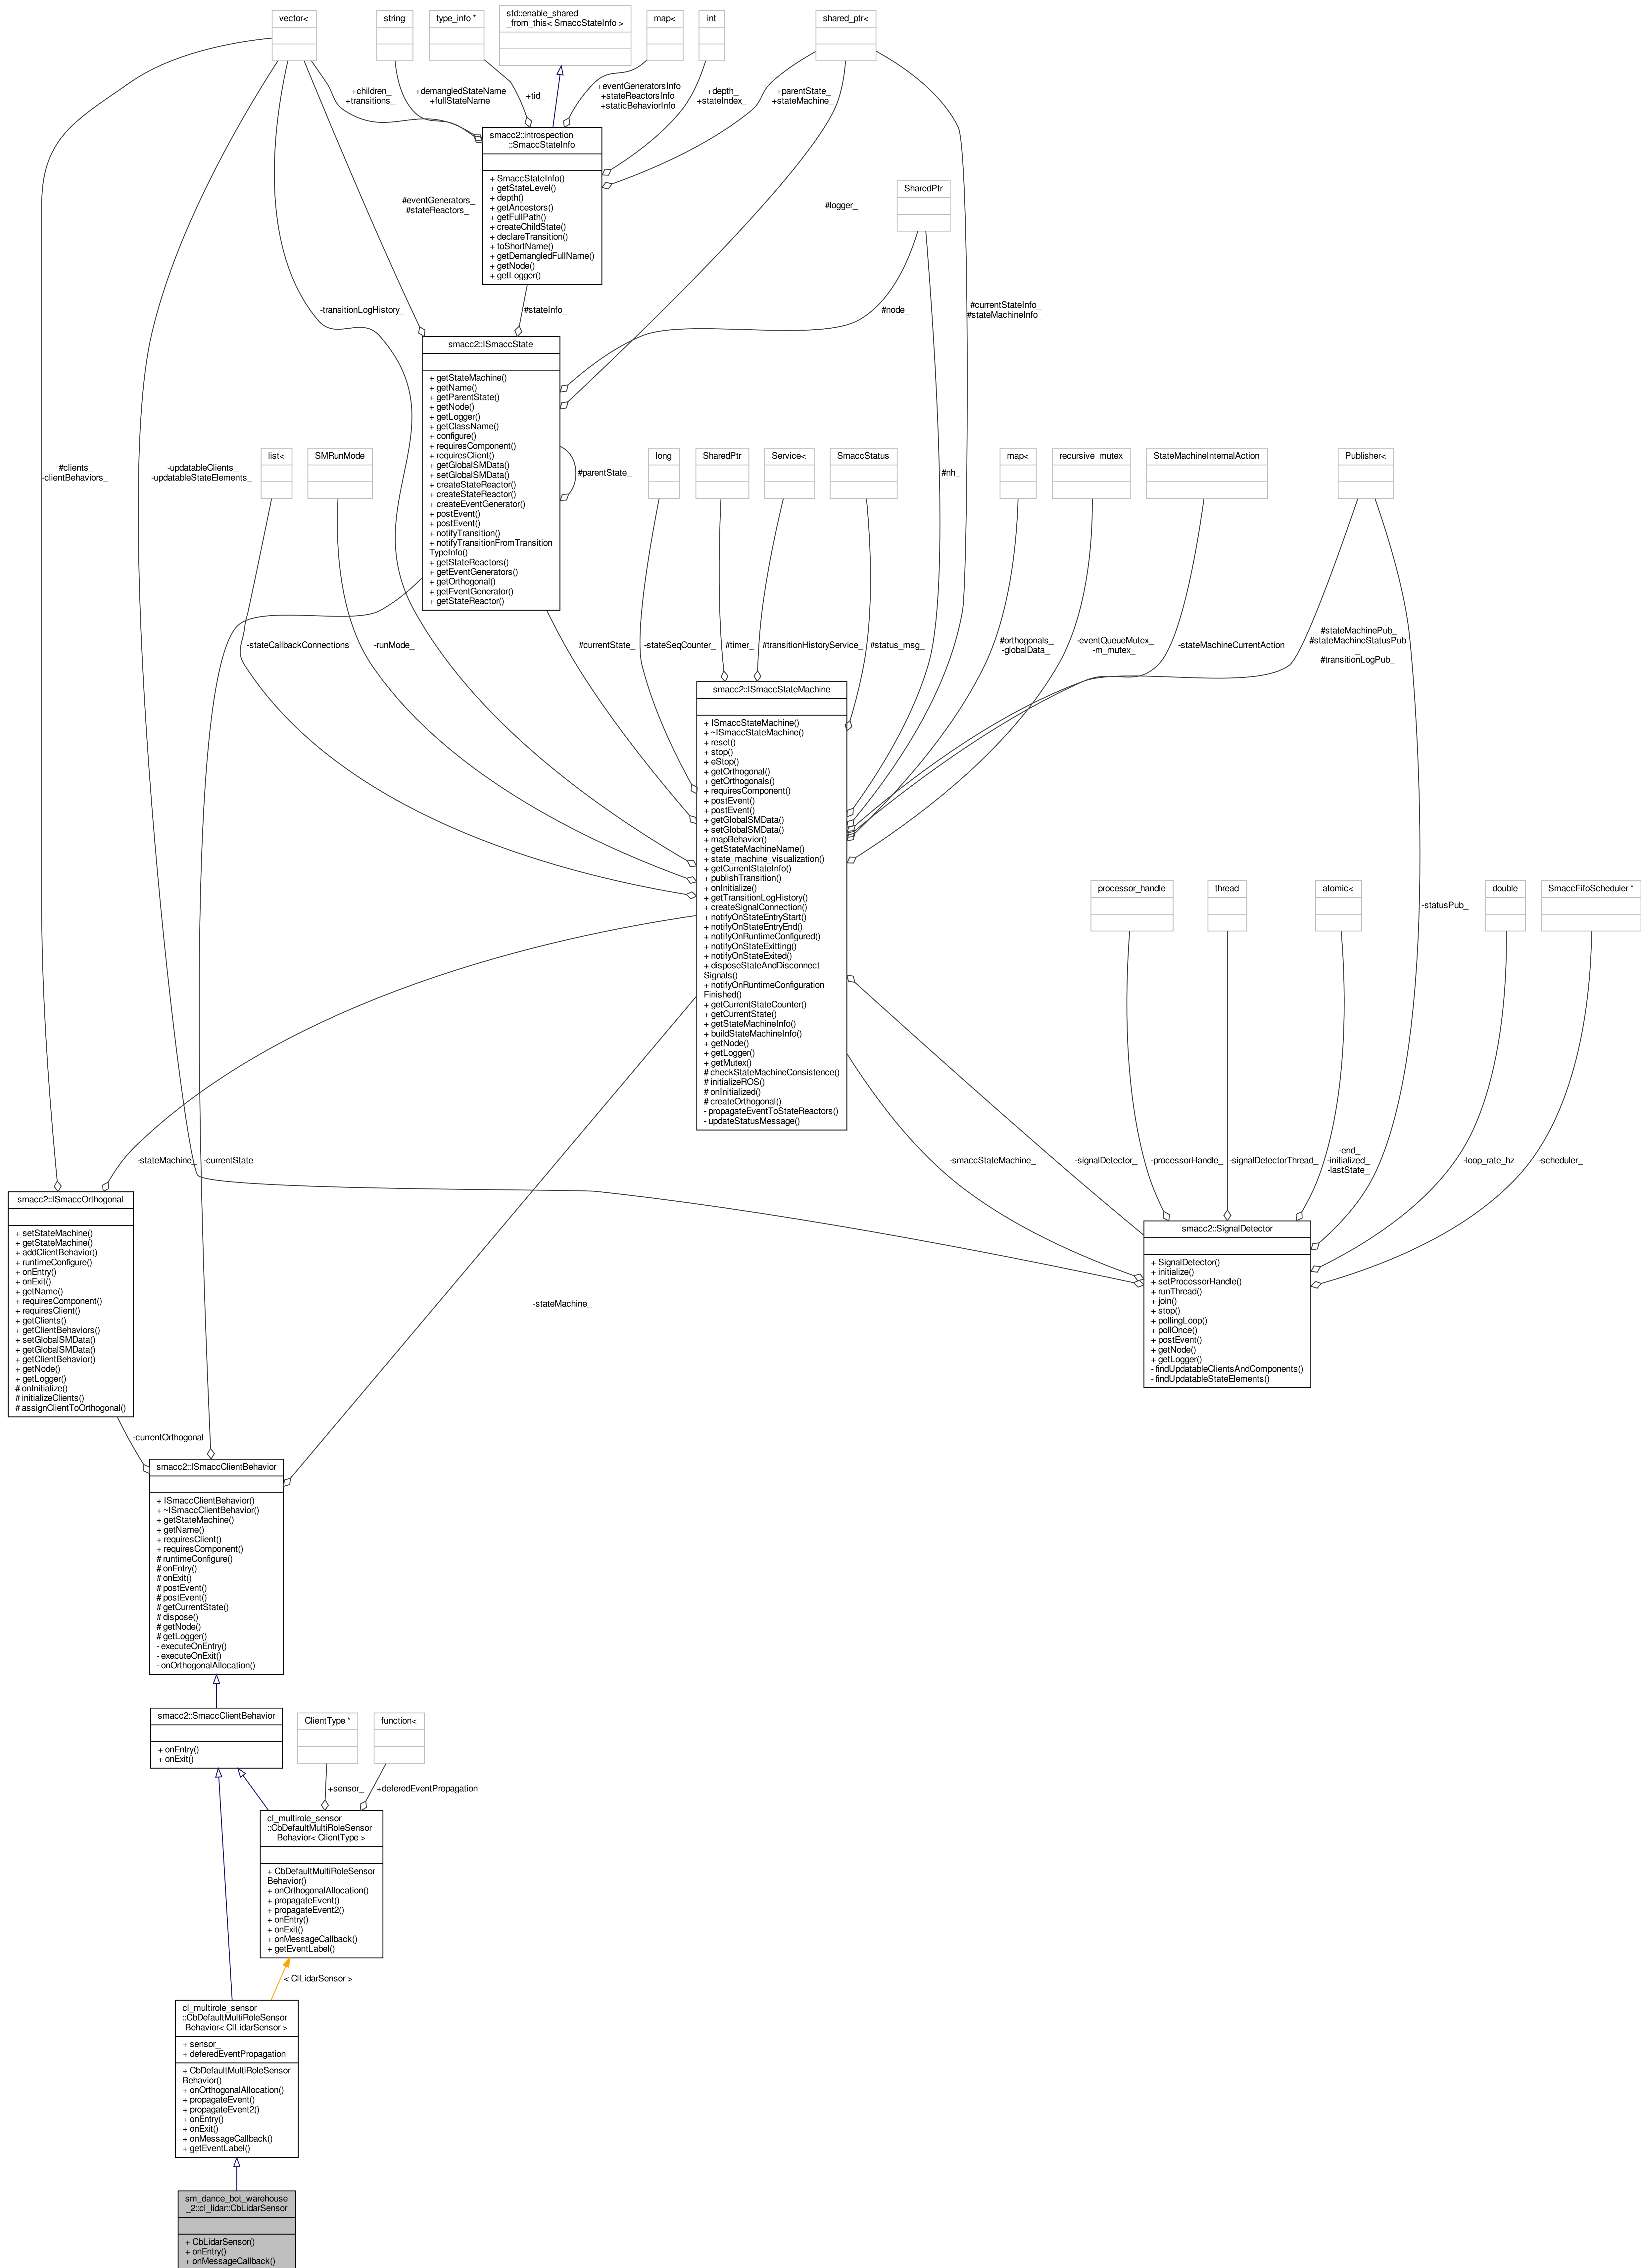 vector<
string
type_info *
std::enable_shared
_from_this< SmaccStateInfo >
map<
int
shared_ptr<
+children_
+transitions_
+demangledStateName
+fullStateName
+tid_
+eventGeneratorsInfo
+stateReactorsInfo
+staticBehaviorInfo
+depth_
+stateIndex_
+parentState_
+stateMachine_
smacc2::introspection
::SmaccStateInfo
+ SmaccStateInfo()
+ getStateLevel()
+ depth()
+ getAncestors()
+ getFullPath()
+ createChildState()
+ declareTransition()
+ toShortName()
+ getDemangledFullName()
+ getNode()
+ getLogger()
SharedPtr
#eventGenerators_
#stateReactors_
#logger_
-transitionLogHistory_
#stateInfo_
#node_
#currentStateInfo_
#stateMachineInfo_
smacc2::ISmaccState
+ getStateMachine()
+ getName()
+ getParentState()
+ getNode()
+ getLogger()
+ getClassName()
+ configure()
+ requiresComponent()
+ requiresClient()
+ getGlobalSMData()
+ setGlobalSMData()
+ createStateReactor()
+ createStateReactor()
+ createEventGenerator()
+ postEvent()
+ postEvent()
+ notifyTransition()
+ notifyTransitionFromTransition
TypeInfo()
+ getStateReactors()
+ getEventGenerators()
+ getOrthogonal()
+ getEventGenerator()
+ getStateReactor()
#parentState_
#clients_
-clientBehaviors_
-updatableClients_
-updatableStateElements_
list<
SMRunMode
long
SharedPtr
Service<
SmaccStatus
#nh_
map<
recursive_mutex
StateMachineInternalAction
Publisher<
-stateCallbackConnections
-runMode_
#currentState_
-stateSeqCounter_
#timer_
#transitionHistoryService_
#status_msg_
#orthogonals_
-globalData_
-eventQueueMutex_
-m_mutex_
-stateMachineCurrentAction
#stateMachinePub_
#stateMachineStatusPub
_
#transitionLogPub_
smacc2::ISmaccStateMachine
+ ISmaccStateMachine()
+ ~ISmaccStateMachine()
+ reset()
+ stop()
+ eStop()
+ getOrthogonal()
+ getOrthogonals()
+ requiresComponent()
+ postEvent()
+ postEvent()
+ getGlobalSMData()
+ setGlobalSMData()
+ mapBehavior()
+ getStateMachineName()
+ state_machine_visualization()
+ getCurrentStateInfo()
+ publishTransition()
+ onInitialize()
+ getTransitionLogHistory()
+ createSignalConnection()
+ notifyOnStateEntryStart()
+ notifyOnStateEntryEnd()
+ notifyOnRuntimeConfigured()
+ notifyOnStateExitting()
+ notifyOnStateExited()
+ disposeStateAndDisconnect
Signals()
+ notifyOnRuntimeConfiguration
Finished()
+ getCurrentStateCounter()
+ getCurrentState()
+ getStateMachineInfo()
+ buildStateMachineInfo()
+ getNode()
+ getLogger()
+ getMutex()
# checkStateMachineConsistence()
# initializeROS()
# onInitialized()
# createOrthogonal()
- propagateEventToStateReactors()
- updateStatusMessage()
processor_handle
thread
atomic<
double
SmaccFifoScheduler *
-statusPub_
-stateMachine_
-currentState
-smaccStateMachine_
-signalDetector_
-processorHandle_
-signalDetectorThread_
-end_
-initialized_
-lastState_
-loop_rate_hz
-scheduler_
smacc2::ISmaccOrthogonal
+ setStateMachine()
+ getStateMachine()
+ addClientBehavior()
+ runtimeConfigure()
+ onEntry()
+ onExit()
+ getName()
+ requiresComponent()
+ requiresClient()
+ getClients()
+ getClientBehaviors()
+ setGlobalSMData()
+ getGlobalSMData()
+ getClientBehavior()
+ getNode()
+ getLogger()
# onInitialize()
# initializeClients()
# assignClientToOrthogonal()
smacc2::SignalDetector
+ SignalDetector()
+ initialize()
+ setProcessorHandle()
+ runThread()
+ join()
+ stop()
+ pollingLoop()
+ pollOnce()
+ postEvent()
+ getNode()
+ getLogger()
- findUpdatableClientsAndComponents()
- findUpdatableStateElements()
-stateMachine_
-currentOrthogonal
smacc2::ISmaccClientBehavior
+ ISmaccClientBehavior()
+ ~ISmaccClientBehavior()
+ getStateMachine()
+ getName()
+ requiresClient()
+ requiresComponent()
# runtimeConfigure()
# onEntry()
# onExit()
# postEvent()
# postEvent()
# getCurrentState()
# dispose()
# getNode()
# getLogger()
- executeOnEntry()
- executeOnExit()
- onOrthogonalAllocation()
smacc2::SmaccClientBehavior
+ onEntry()
+ onExit()
ClientType *
function<
+sensor_
+deferedEventPropagation
cl_multirole_sensor
::CbDefaultMultiRoleSensor
Behavior< ClientType >
+ CbDefaultMultiRoleSensor
Behavior()
+ onOrthogonalAllocation()
+ propagateEvent()
+ propagateEvent2()
+ onEntry()
+ onExit()
+ onMessageCallback()
+ getEventLabel()
< ClLidarSensor >
cl_multirole_sensor
::CbDefaultMultiRoleSensor
Behavior< ClLidarSensor >
+ sensor_
+ deferedEventPropagation
+ CbDefaultMultiRoleSensor
Behavior()
+ onOrthogonalAllocation()
+ propagateEvent()
+ propagateEvent2()
+ onEntry()
+ onExit()
+ onMessageCallback()
+ getEventLabel()
sm_dance_bot_warehouse
_2::cl_lidar::CbLidarSensor
+ CbLidarSensor()
+ onEntry()
+ onMessageCallback()